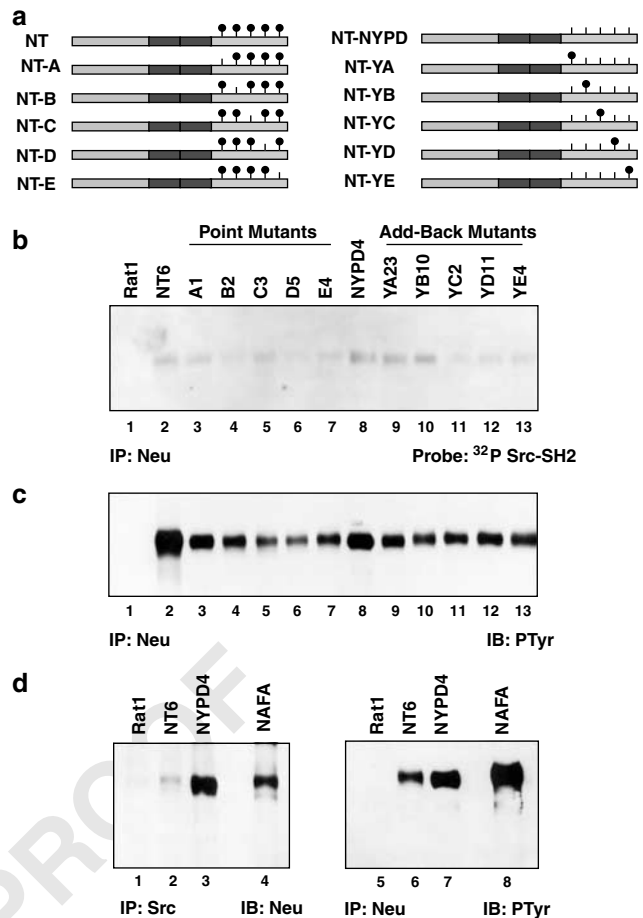 a
NT
NT-A
NT-B
NT-C
NT-D
NT-E
NT-NYPD
NT-YA
NT-YB
NT-YC
NT-YD
NT-YE
b
Point Mutants
Add-Back Mutants
Rat1
NT6
A1
B2
C3
D5
E4
NYPD4
YA23
YB10
YC2
YD11
YE4
1 2 3 4 5 6 7 8 9 10 11 12 13
IP: Neu
Probe: ³²P Src-SH2
c
1 2 3 4 5 6 7 8 9 10 11 12 13
IP: Neu
IB: PTyr
d
Rat1
NT6
NYPD4
NAFA
1 2 3 4
IP: Src
IB: Neu
Rat1
NT6
NYPD4
NAFA
5 6 7 8
IP: Neu
IB: PTyr
PROOF